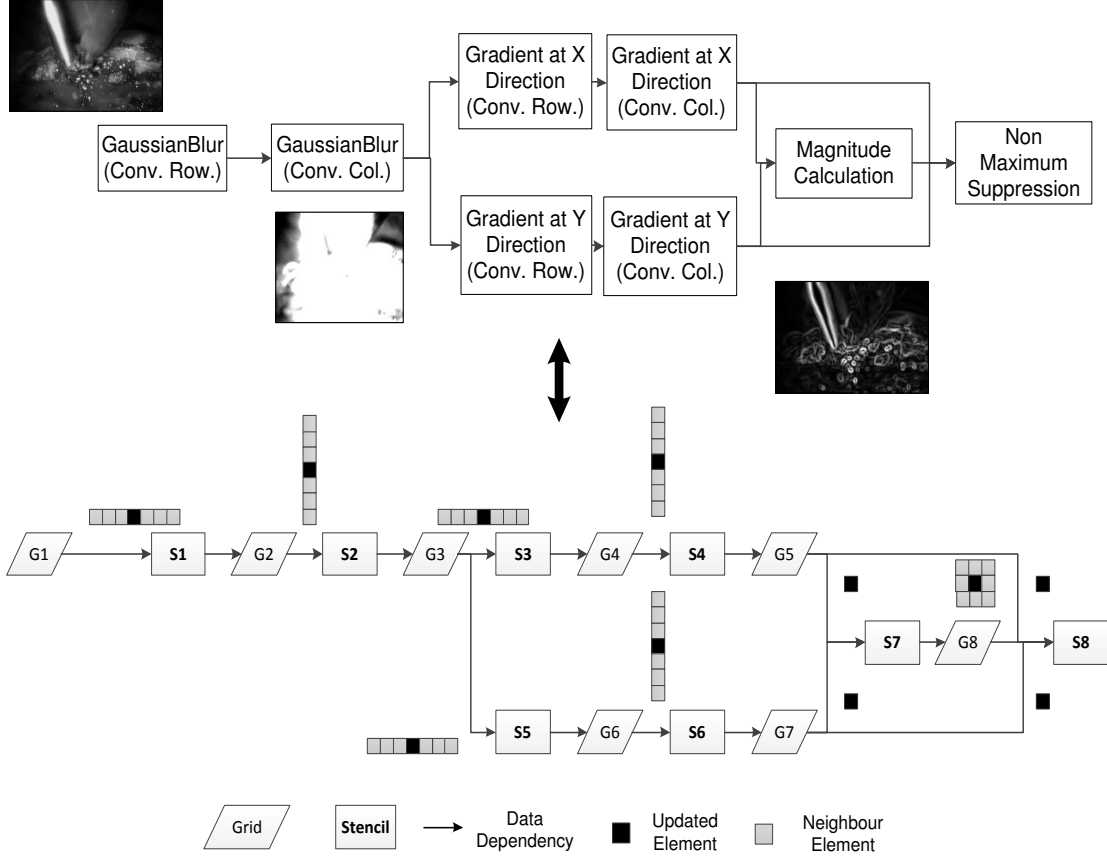 Gradient at X
Direction
(Conv. Row.)
Gradient at X
Direction
(Conv. Col.)
GaussianBlur
(Conv. Row.)
GaussianBlur
(Conv. Col.)
Magnitude
Calculation
Non
Maximum
Suppression
Gradient at Y
Direction
(Conv. Row.)
Gradient at Y
Direction
(Conv. Col.)
G1
S1
G2
S2
G3
S3
G4
S4
G5
S7
G8
S8
S5
G6
S6
G7
Grid
Stencil
Data
Dependency
Updated
Element
Neighbour
Element